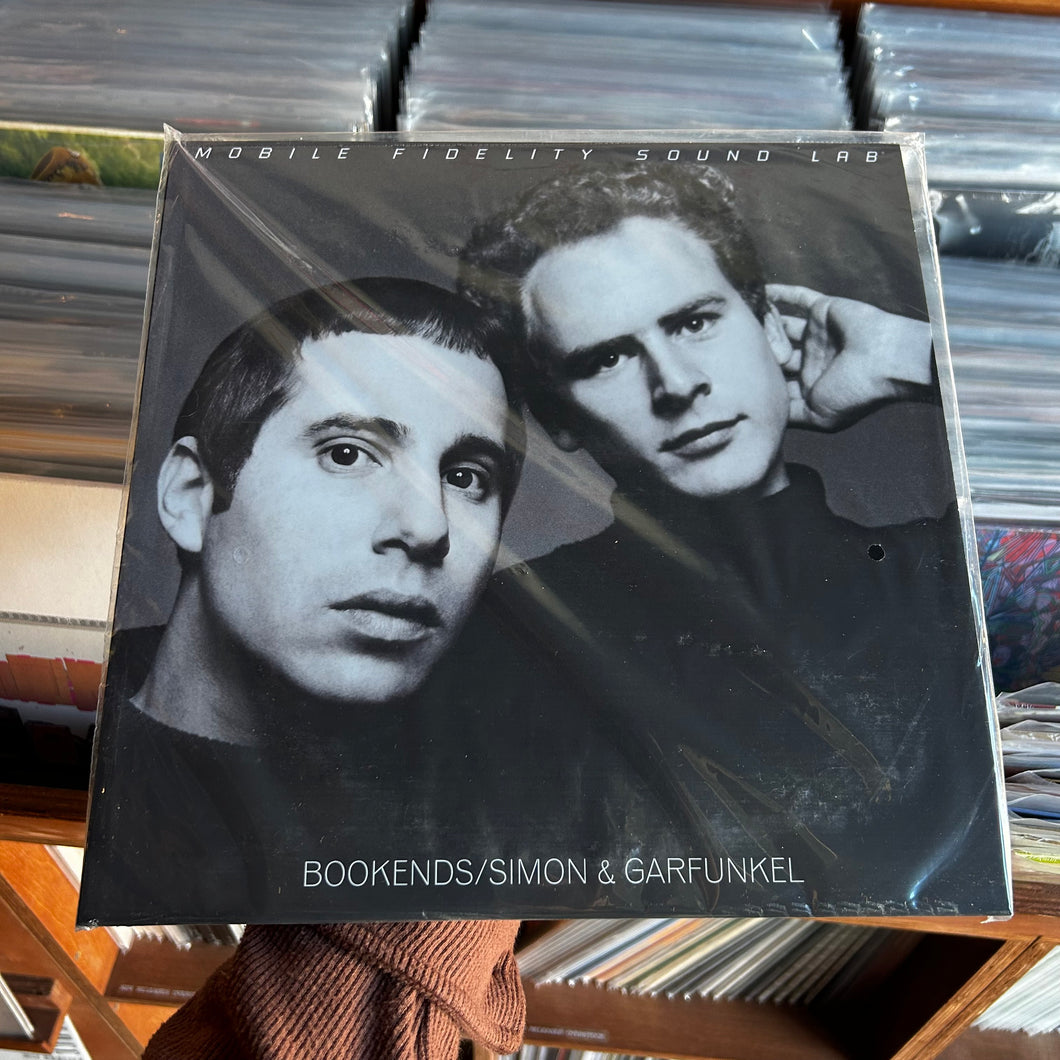 MOBILE FIDELITY SOUND LAB
BOOKENDS/SIMON & GARFUNKEL